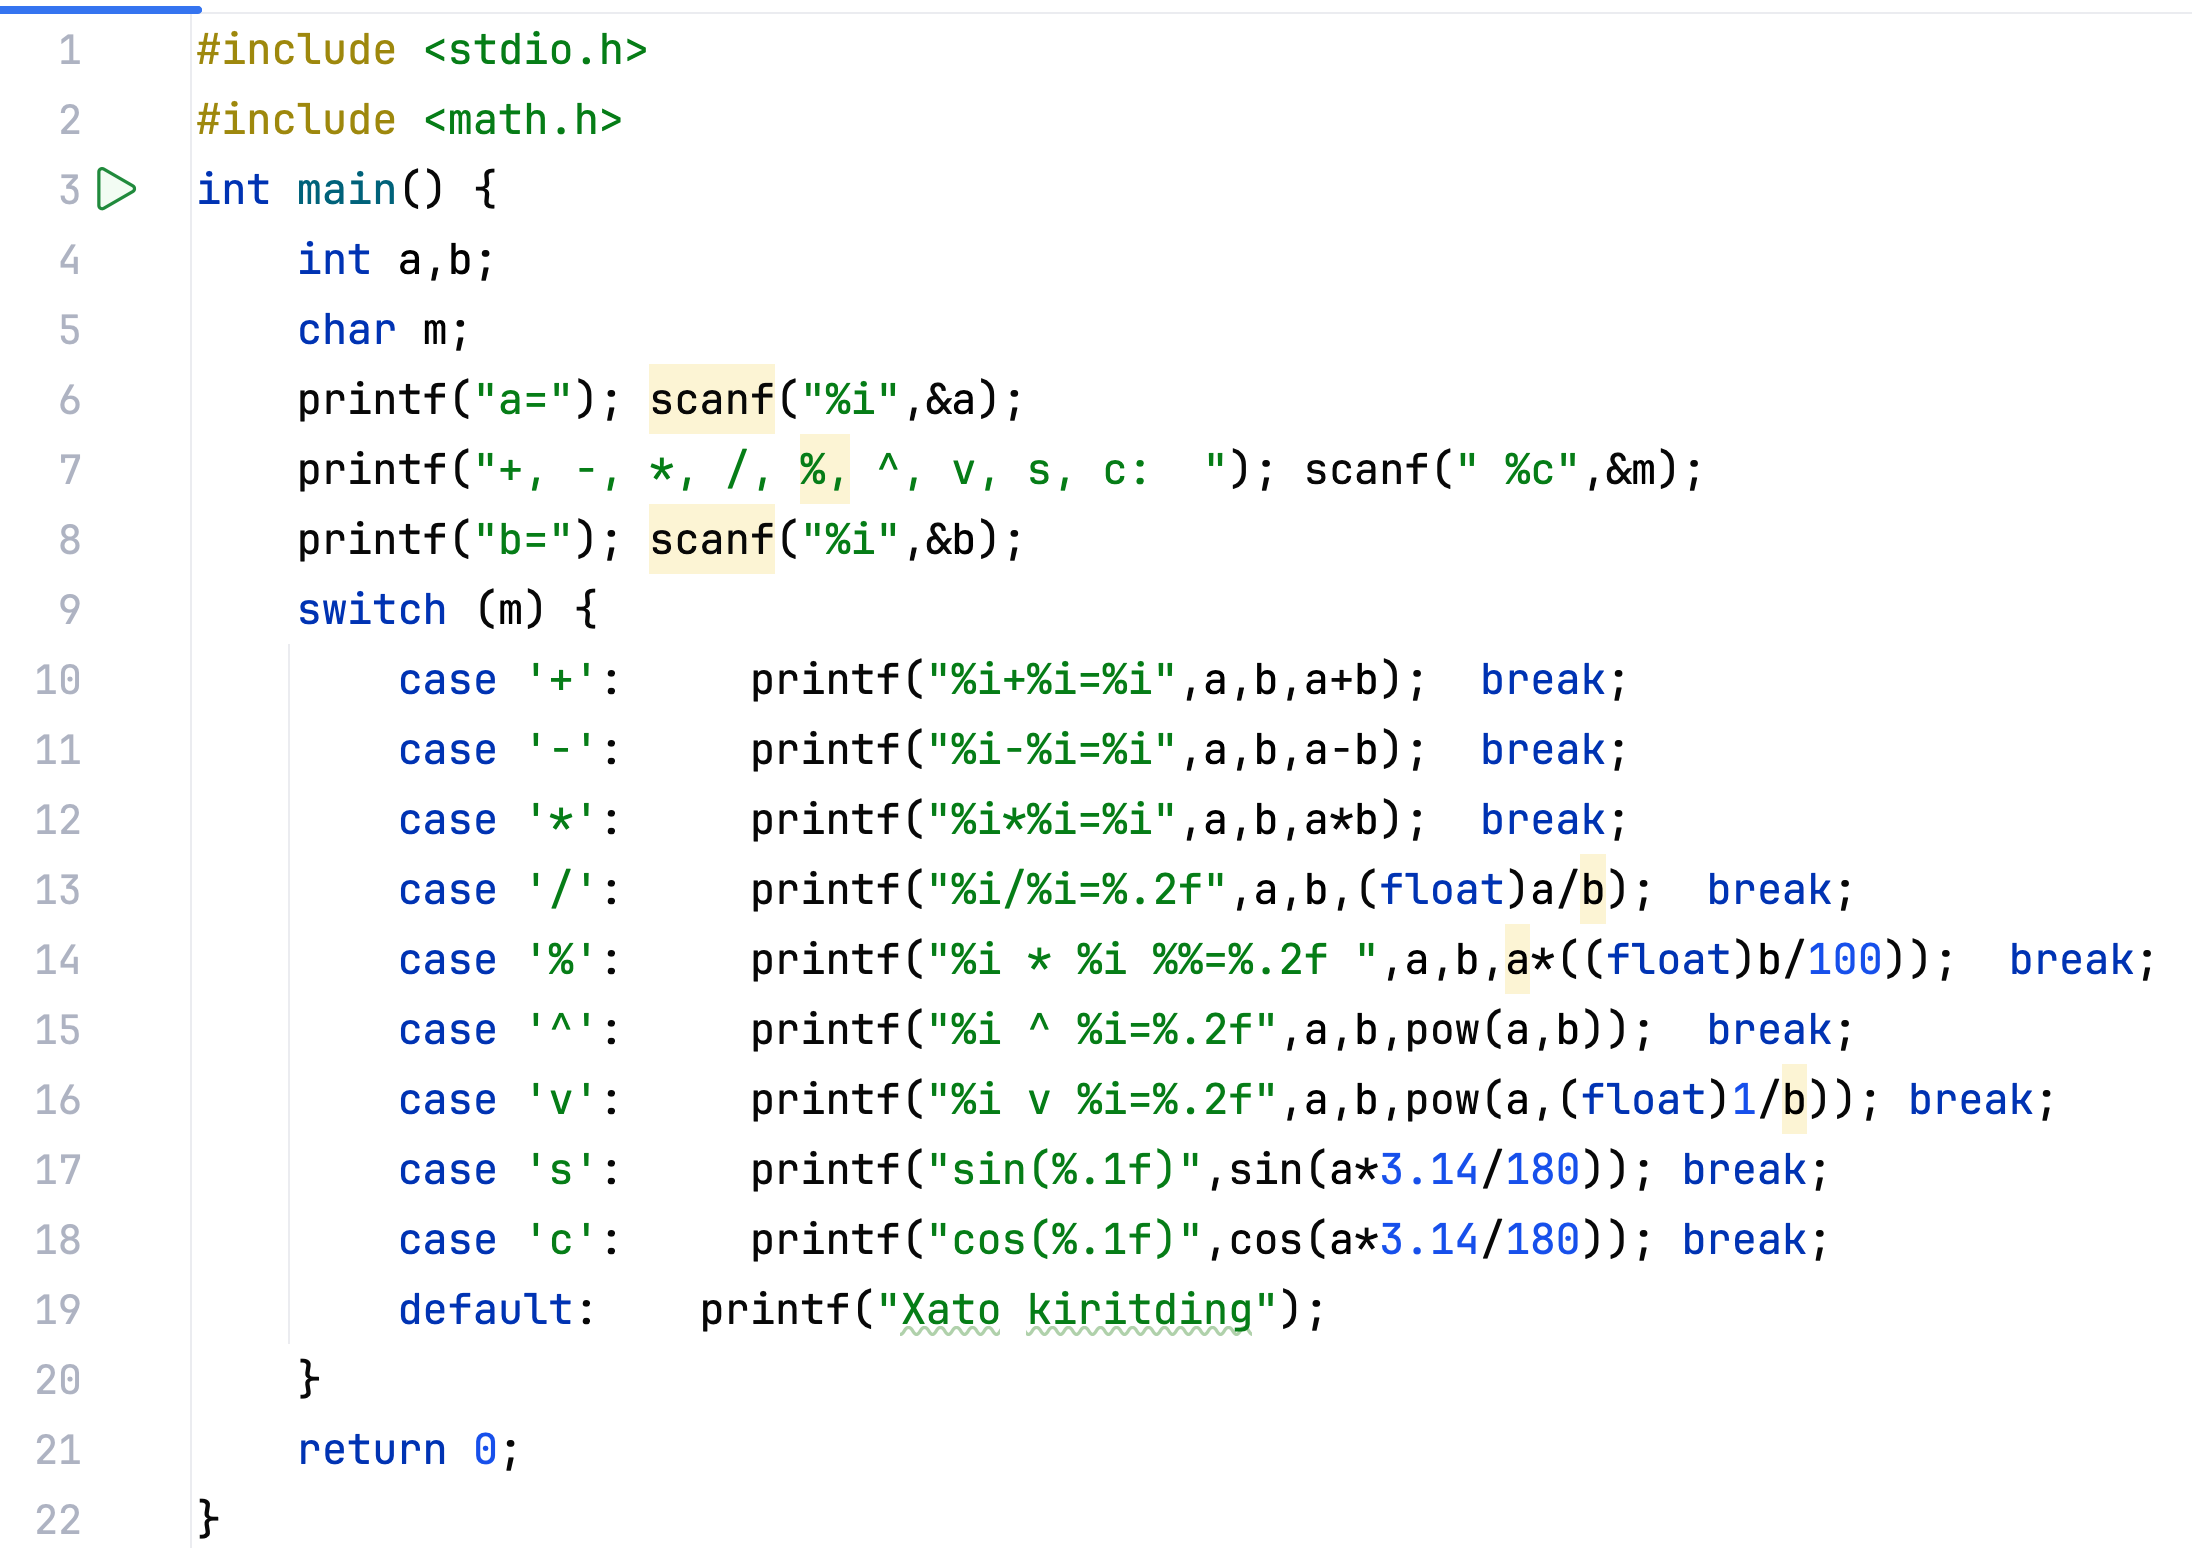 1 #include <stdio.h>
2 #include <math.h>
3 int main() {
4     int a,b;
5     char m;
6     printf("a="); scanf("%i",&a);
7     printf("+, -, *, /, %, ^, v, s, c:  "); scanf(" %c",&m);
8     printf("b="); scanf("%i",&b);
9     switch (m) {
10         case '+':     printf("%i+%i=%i",a,b,a+b);  break;
11         case '-':     printf("%i-%i=%i",a,b,a-b);  break;
12         case '*':     printf("%i*%i=%i",a,b,a*b);  break;
13         case '/':     printf("%i/%i=%.2f",a,b,(float)a/b);  break;
14         case '%':     printf("%i * %i %%=%.2f ",a,b,a*((float)b/100));  break;
15         case '^':     printf("%i ^ %i=%.2f",a,b,pow(a,b));  break;
16         case 'v':     printf("%i v %i=%.2f",a,b,pow(a,(float)1/b)); break;
17         case 's':     printf("sin(%.1f)",sin(a*3.14/180)); break;
18         case 'c':     printf("cos(%.1f)",cos(a*3.14/180)); break;
19         default:    printf("Xato kiritding");
20     }
21     return 0;
22 }